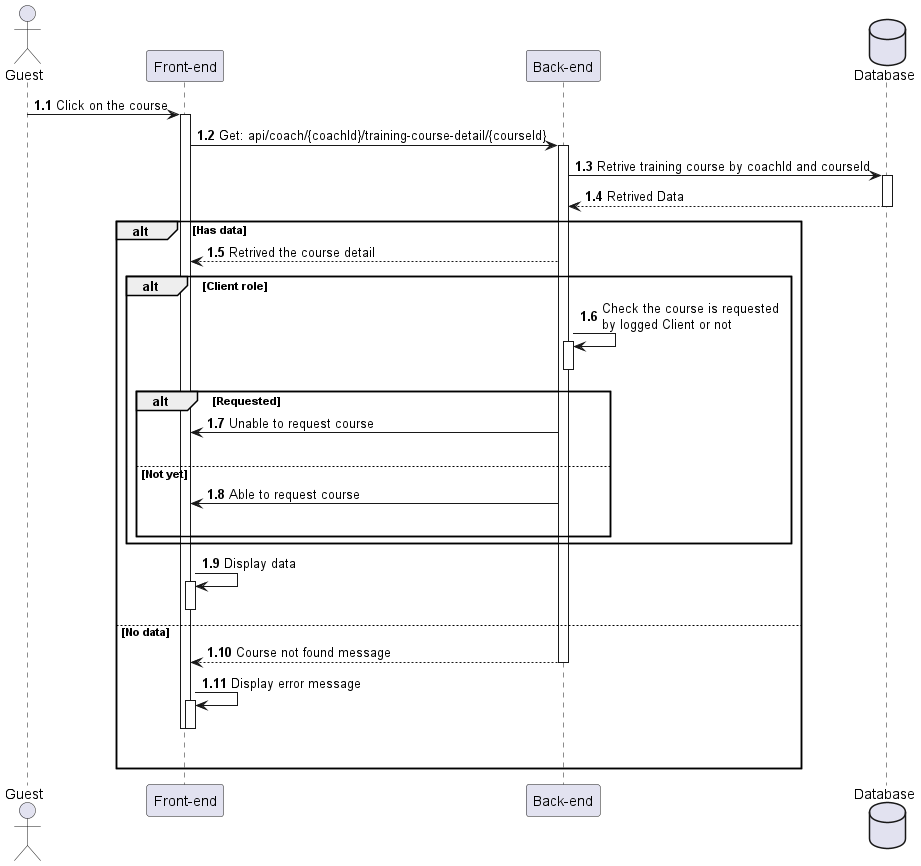 Guest
Front-end
Back-end
Database
1.1 Click on the course
1.2 Get: api/coach/{coachId}/training-course-detail/{courseId}
1.3 Retrive training course by coachId and courseId
1.4 Retrived Data
alt [Has data]
1.5 Retrived the course detail
alt [Client role]
1.6 Check the course is requested
by logged Client or not
alt [Requested]
1.7 Unable to request course
[Not yet]
1.8 Able to request course
1.9 Display data
[No data]
1.10 Course not found message
1.11 Display error message
Guest
Front-end
Back-end
Database